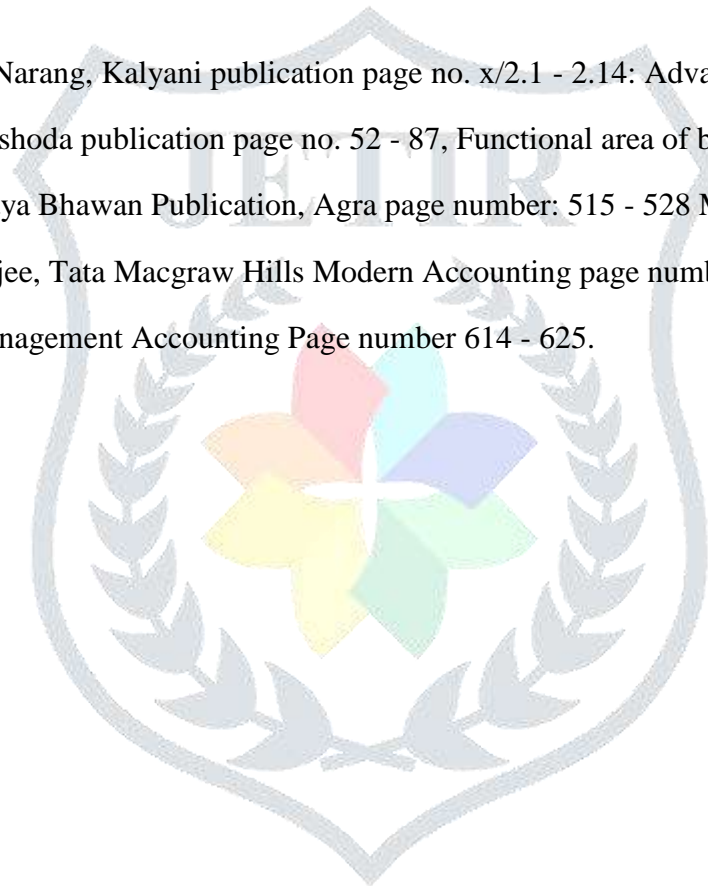 Narang, Kalyani publication page no. x/2.1 - 2.14: Adva
shoda publication page no. 52 - 87, Functional area of b
ya Bhawan Publication, Agra page number: 515 - 528 M
jee, Tata Macgraw Hills Modern Accounting page numb
nagement Accounting Page number 614 - 625.
JETIR